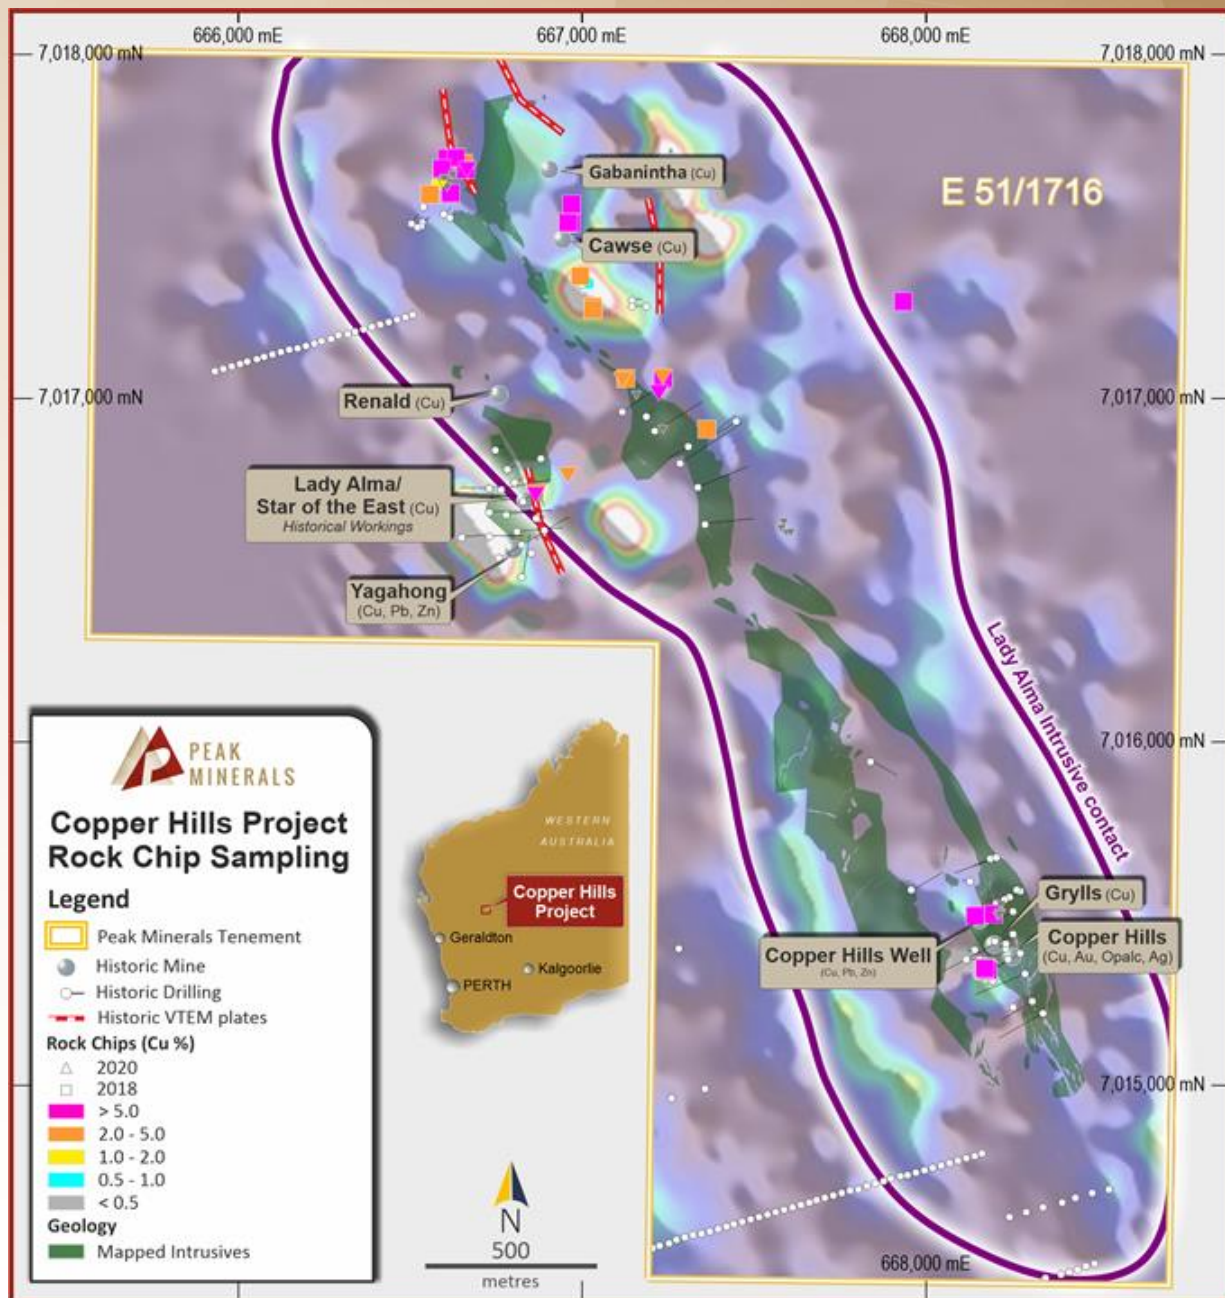 666,000 mE
667,000 mE
668,000 mE
7,018,000 mN
7,018,000 mN
Gabanintha (Cu)
E 51/1716
Cawse (Cu)
7,017,000 mN
Renald (Cu)
7,017,000 mN
Lady Alma/
Star of the East (Cu)
Historical Workings
Yagahong
(Cu, Pb, Zn)
Lady Alma Intrusive contact
7,016,000 mN
PEAK
MINERALS
Copper Hills Project
Rock Chip Sampling
Legend
Peak Minerals Tenement
Historic Mine
Historic Drilling
Historic VTEM plates
Rock Chips (Cu %)
2020
2018
> 5.0
2.0 - 5.0
1.0 - 2.0
0.5 - 1.0
< 0.5
Geology
Mapped Intrusives
WESTERN
AUSTRALIA
Copper Hills
Project
Geraldton
Kalgoorlie
PERTH
Grylls (Cu)
Copper Hills Well
(Cu, Pb, Zn)
Copper Hills
(Cu, Au, Opalc, Ag)
7,015,000 mN
N
500
metres
668,000 mE